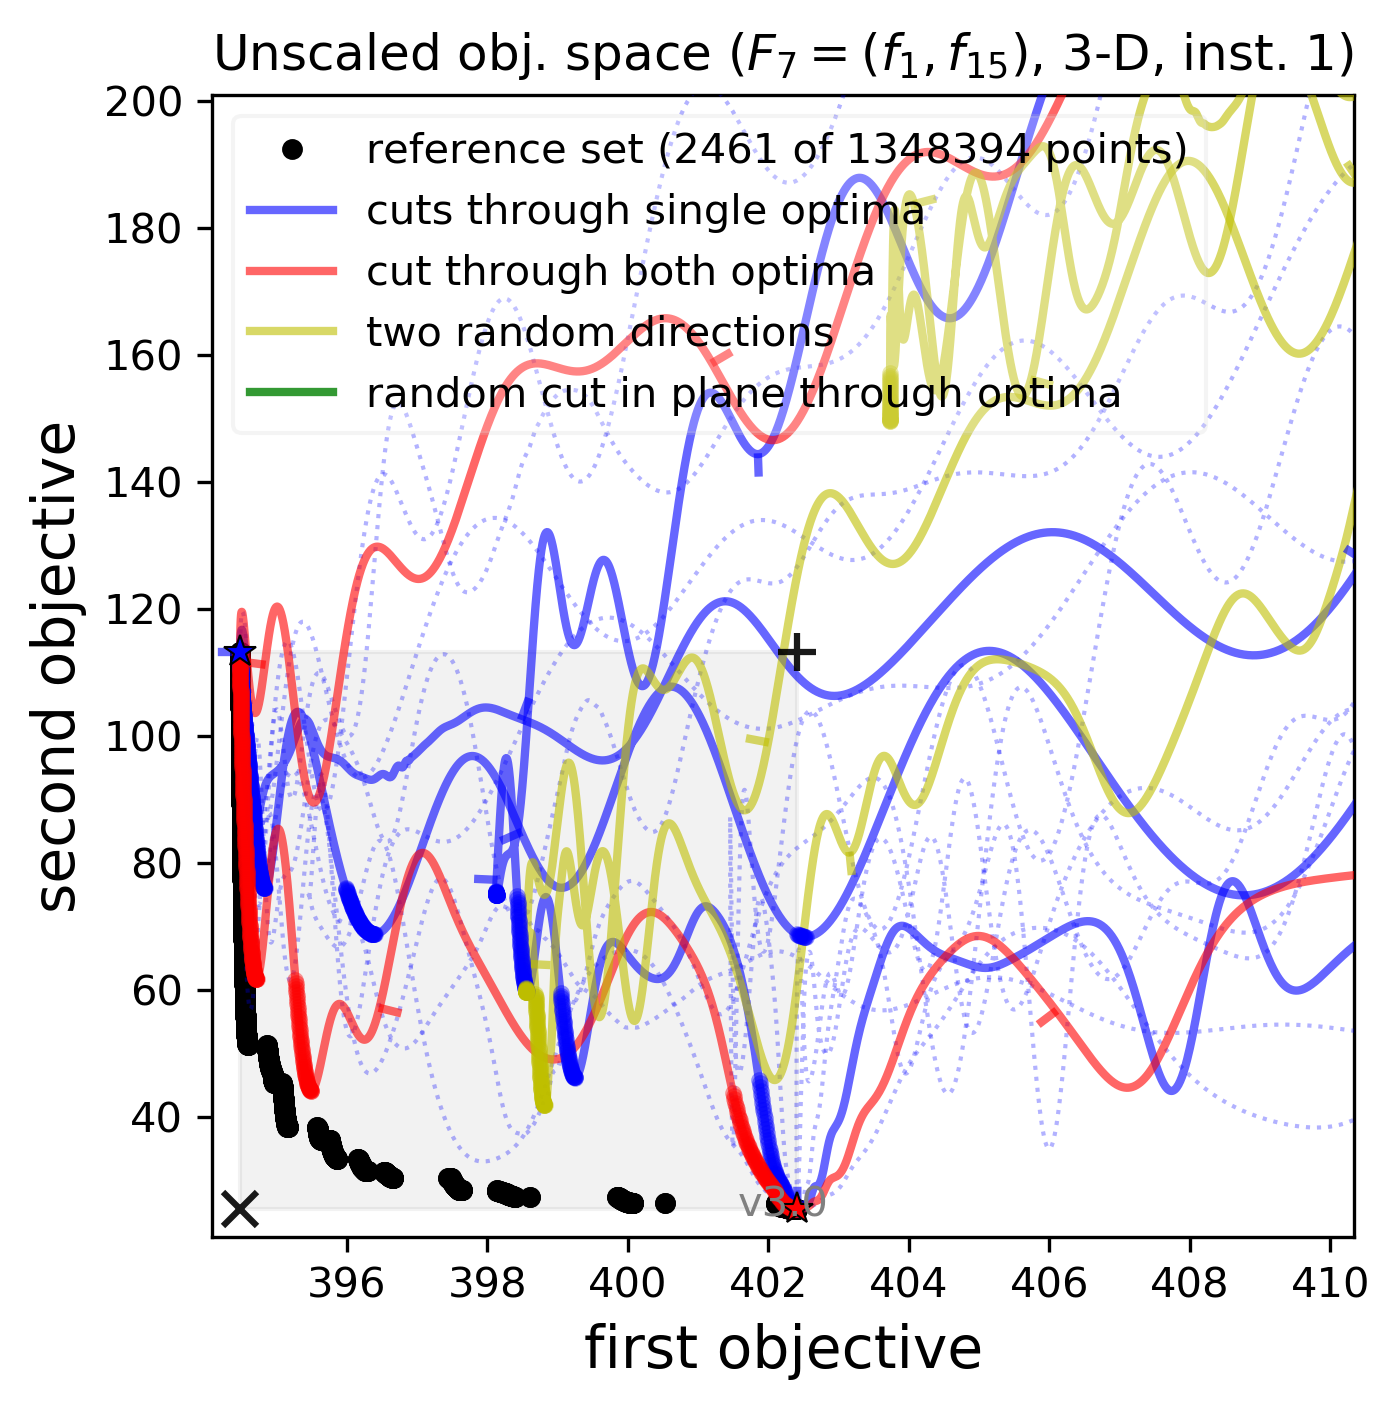 Unscaled obj. space (F₇ = (f₁, f₁₅), 3-D, inst. 1)
200
180
160
140
120
100
80
60
40
second objective
reference set (2461 of 1348394 points)
cuts through single optima
cut through both optima
two random directions
random cut in plane through optima
v3.0
396 398 400 402 404 406 408 410
first objective